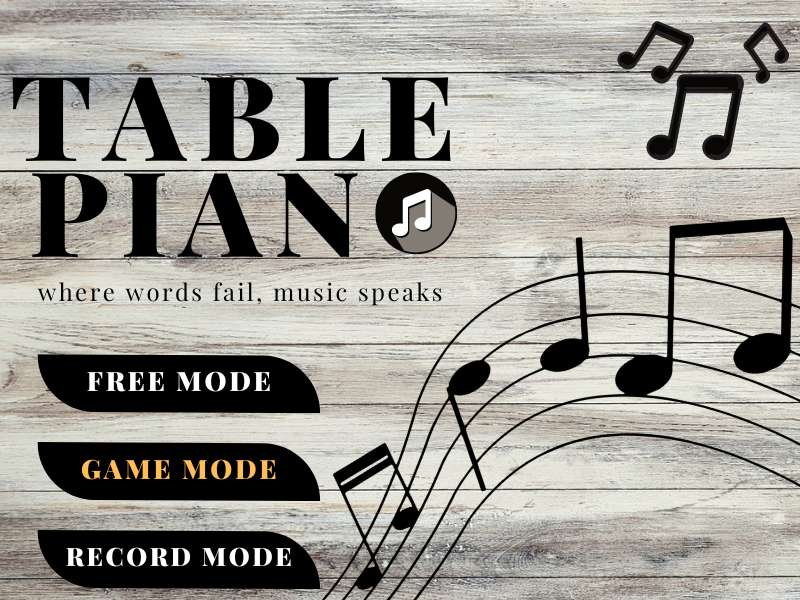 TABLE
PIANO
where words fail, music speaks
FREE MODE
GAME MODE
RECORD MODE